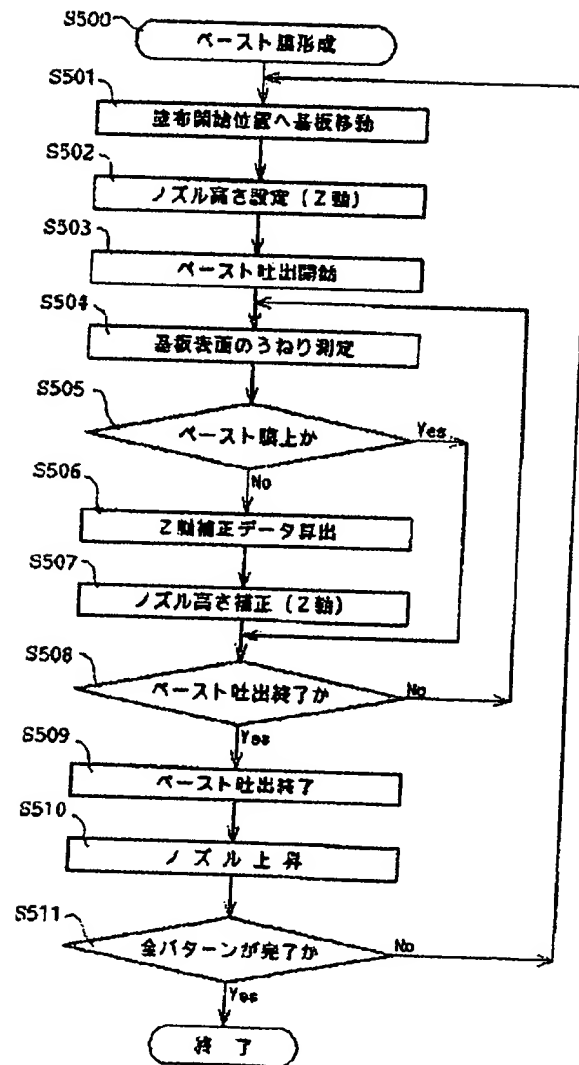 S500
ペースト膜形成
S501
塗布開始位置へ基板移動
S502
ノズル高さ設定（Z軸）
S503
ペースト吐出開始
S504
基板表面のうねり測定
S505
ペースト膜上か
Yes
No
S506
Z軸補正データ算出
S507
ノズル高さ補正（Z軸）
S508
ペースト吐出終了か
No
Yes
S509
ペースト吐出終了
S510
ノズル上昇
S511
全パターンが完了か
No
Yes
終了